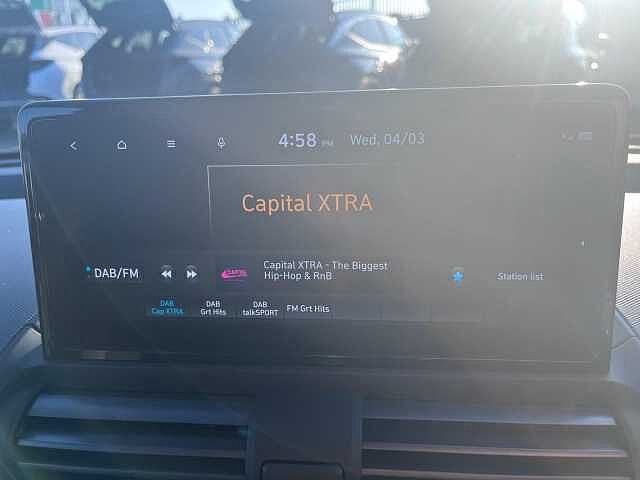 4:58 PM Wed, 04/03
Capital XTRA
DAB/FM
Capital XTRA - The Biggest
Hip-Hop & RnB
Station list
DAB
Cap XTRA
DAB
Grt Hits
DAB
talkSPORT
FM Grt Hits